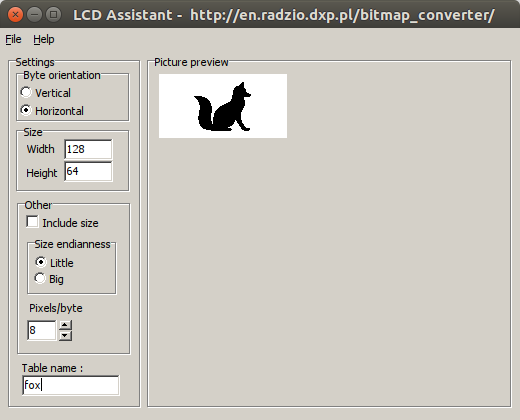 LCD Assistant - http://en.radzio.dxp.pl/bitmap_converter/
File Help
Settings
Byte orientation
Vertical
Horizontal
Size
Width 128
Height 64
Other
Include size
Size endianness
Little
Big
Pixels/byte
8
Table name :
fox
Picture preview